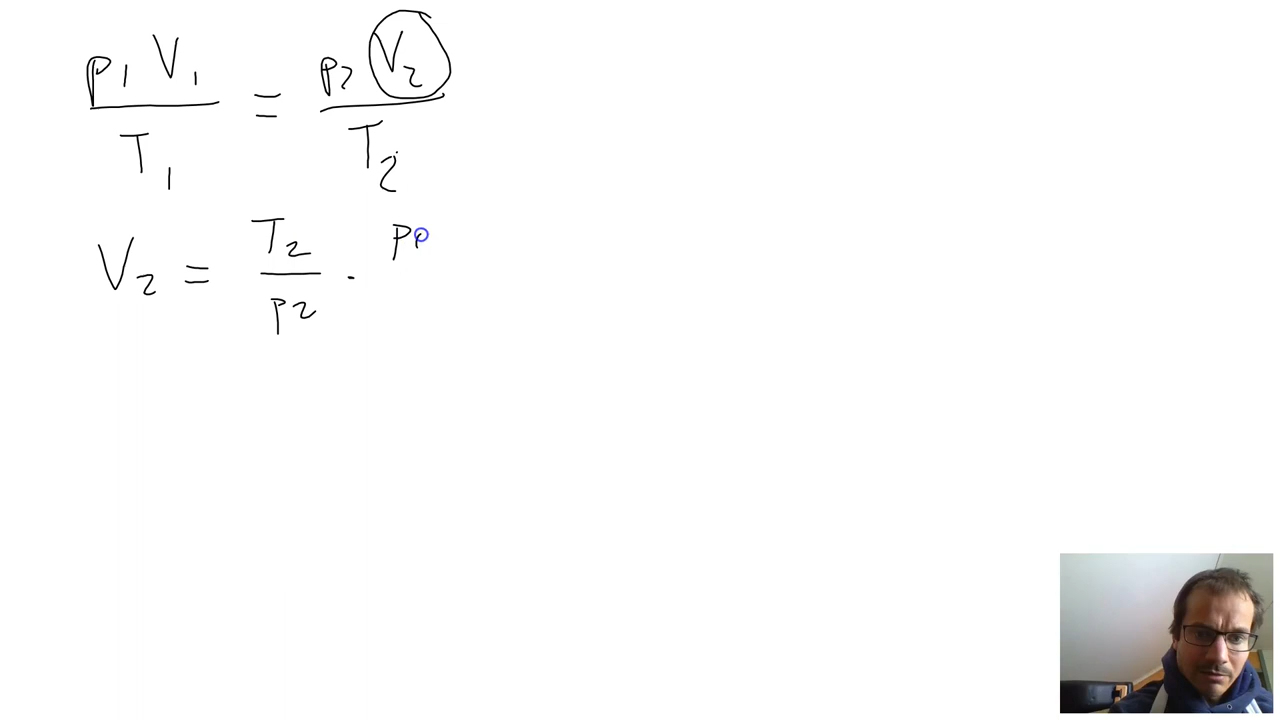 p₁ V₁ / T₁ = p₂ V₂ / T₂
V₂ = T₂ / p₂ · p₁